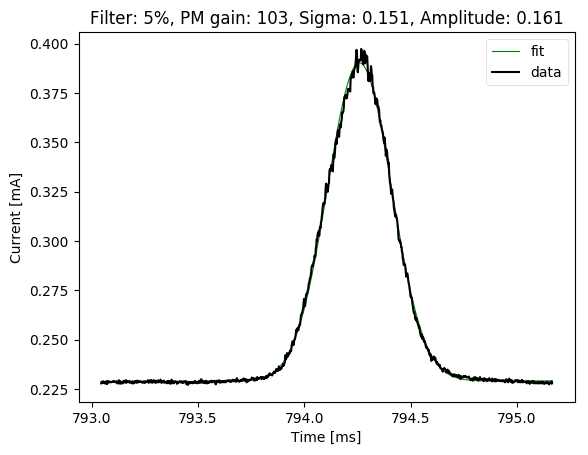 Filter: 5%, PM gain: 103, Sigma: 0.151, Amplitude: 0.161
fit
data
0.400
0.375
0.350
0.325
0.300
0.275
0.250
0.225
Current [mA]
793.0 793.5 794.0 794.5 795.0
Time [ms]